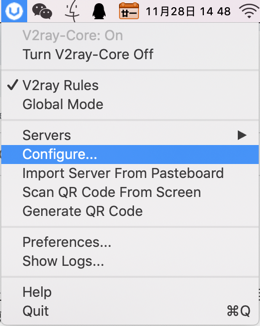 廿一 11月28日 14 48
V2ray-Core: On
Turn V2ray-Core Off
✓ V2ray Rules
Global Mode
Servers
Configure...
Import Server From Pasteboard
Scan QR Code From Screen
Generate QR Code
Preferences...
Show Logs...
Help
Quit ⌘Q